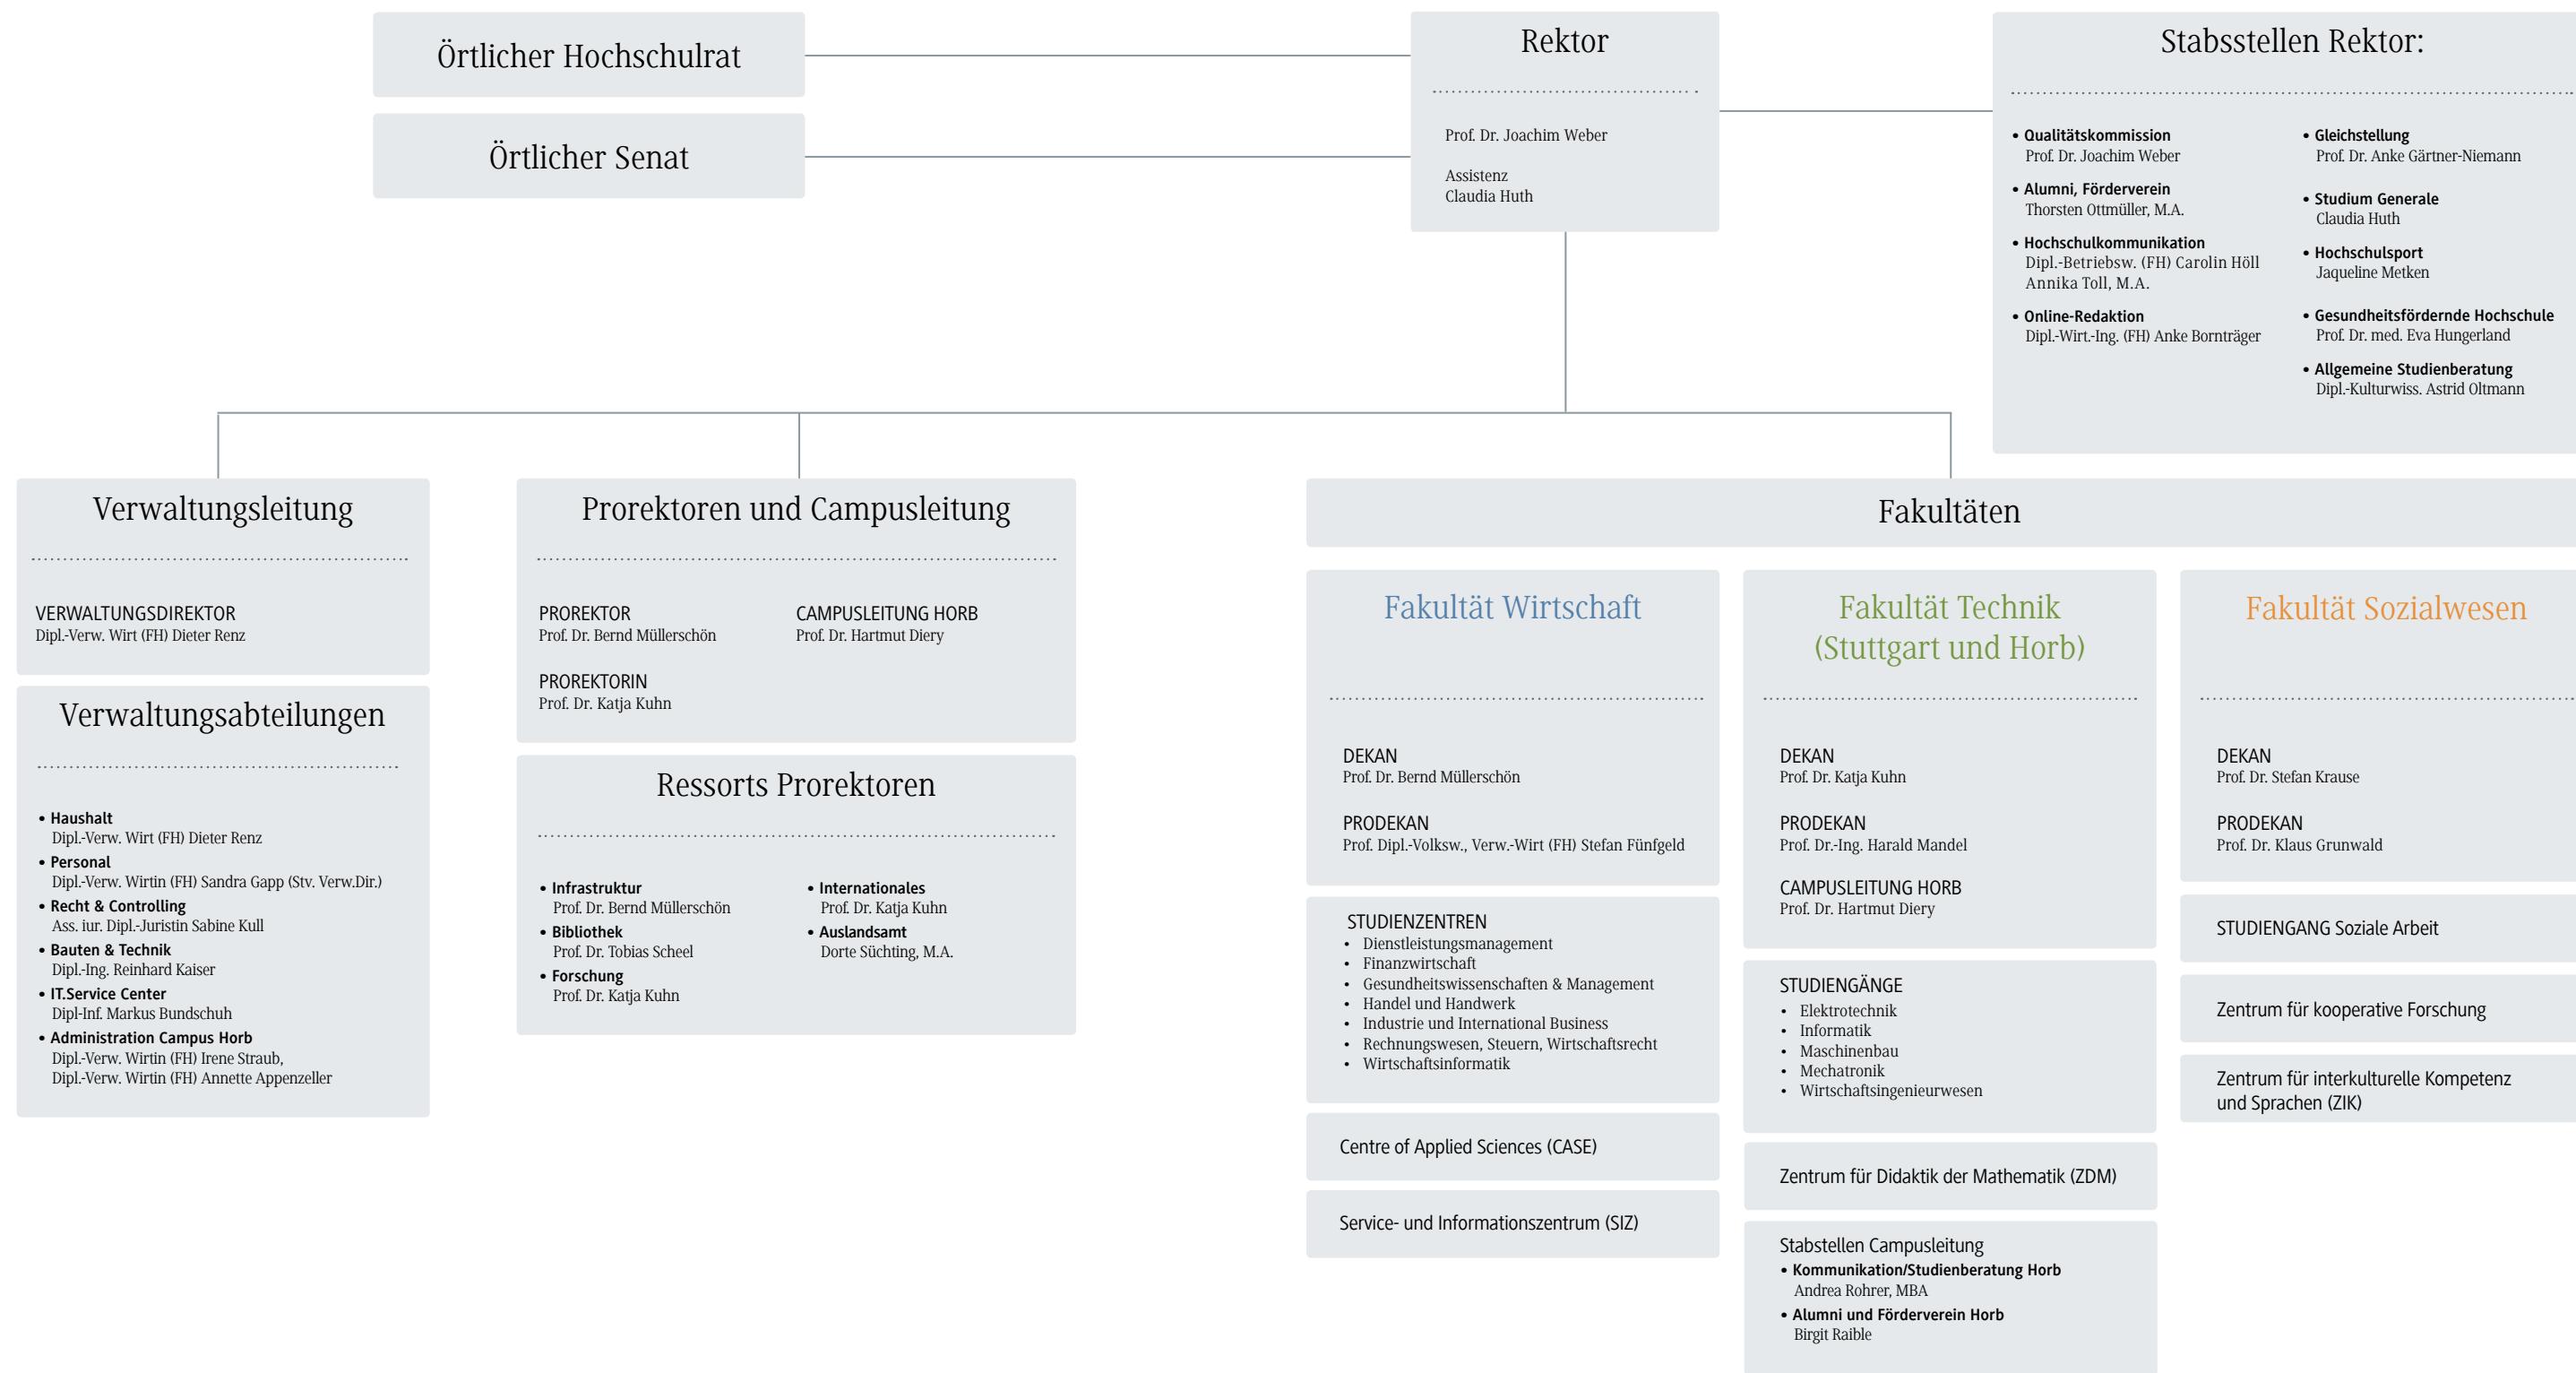 Örtlicher Hochschulrat
Örtlicher Senat
Rektor
Prof. Dr. Joachim Weber
Assistenz
Claudia Huth
Stabsstellen Rektor:
• Qualitätskommission
Prof. Dr. Joachim Weber
• Alumni, Förderverein
Thorsten Ottmüller, M.A.
• Hochschulkommunikation
Dipl.-Betriebsw. (FH) Carolin Höll
Annika Toll, M.A.
• Online-Redaktion
Dipl.-Wirt.-Ing. (FH) Anke Bornträger
• Gleichstellung
Prof. Dr. Anke Gärtner-Niemann
• Studium Generale
Claudia Huth
• Hochschulsport
Jaqueline Metken
• Gesundheitsfördernde Hochschule
Prof. Dr. med. Eva Hungerland
• Allgemeine Studienberatung
Dipl.-Kulturwiss. Astrid Oltmann
Verwaltungsleitung
VERWALTUNGSDIREKTOR
Dipl.-Verw. Wirt (FH) Dieter Renz
Verwaltungsabteilungen
• Haushalt
Dipl.-Verw. Wirt (FH) Dieter Renz
• Personal
Dipl.-Verw. Wirtin (FH) Sandra Gapp (Stv. Verw.Dir.)
• Recht & Controlling
Ass. iur. Dipl.-Juristin Sabine Kull
• Bauten & Technik
Dipl.-Ing. Reinhard Kaiser
• IT.Service Center
Dipl-Inf. Markus Bundschuh
• Administration Campus Horb
Dipl.-Verw. Wirtin (FH) Irene Straub,
Dipl.-Verw. Wirtin (FH) Annette Appenzeller
Prorektoren und Campusleitung
PROREKTOR
Prof. Dr. Bernd Müllerschön
PROREKTORIN
Prof. Dr. Katja Kuhn
CAMPUSLEITUNG HORB
Prof. Dr. Hartmut Diery
Ressorts Prorektoren
• Infrastruktur
Prof. Dr. Bernd Müllerschön
• Bibliothek
Prof. Dr. Tobias Scheel
• Forschung
Prof. Dr. Katja Kuhn
• Internationales
Prof. Dr. Katja Kuhn
• Auslandsamt
Dorte Süchting, M.A.
Fakultäten
Fakultät Wirtschaft
DEKAN
Prof. Dr. Bernd Müllerschön
PRODEKAN
Prof. Dipl.-Volksw., Verw.-Wirt (FH) Stefan Fünfgeld
STUDIENZENTREN
• Dienstleistungsmanagement
• Finanzwirtschaft
• Gesundheitswissenschaften & Management
• Handel und Handwerk
• Industrie und International Business
• Rechnungswesen, Steuern, Wirtschaftsrecht
• Wirtschaftsinformatik
Centre of Applied Sciences (CASE)
Service- und Informationszentrum (SIZ)
Fakultät Technik
(Stuttgart und Horb)
DEKAN
Prof. Dr. Katja Kuhn
PRODEKAN
Prof. Dr.-Ing. Harald Mandel
CAMPUSLEITUNG HORB
Prof. Dr. Hartmut Diery
STUDIENGÄNGE
• Elektrotechnik
• Informatik
• Maschinenbau
• Mechatronik
• Wirtschaftsingenieurwesen
Zentrum für Didaktik der Mathematik (ZDM)
Stabstellen Campusleitung
• Kommunikation/Studienberatung Horb
Andrea Rohrer, MBA
• Alumni und Förderverein Horb
Birgit Raible
Fakultät Sozialwesen
DEKAN
Prof. Dr. Stefan Krause
PRODEKAN
Prof. Dr. Klaus Grunwald
STUDIENGANG Soziale Arbeit
Zentrum für kooperative Forschung
Zentrum für interkulturelle Kompetenz
und Sprachen (ZIK)